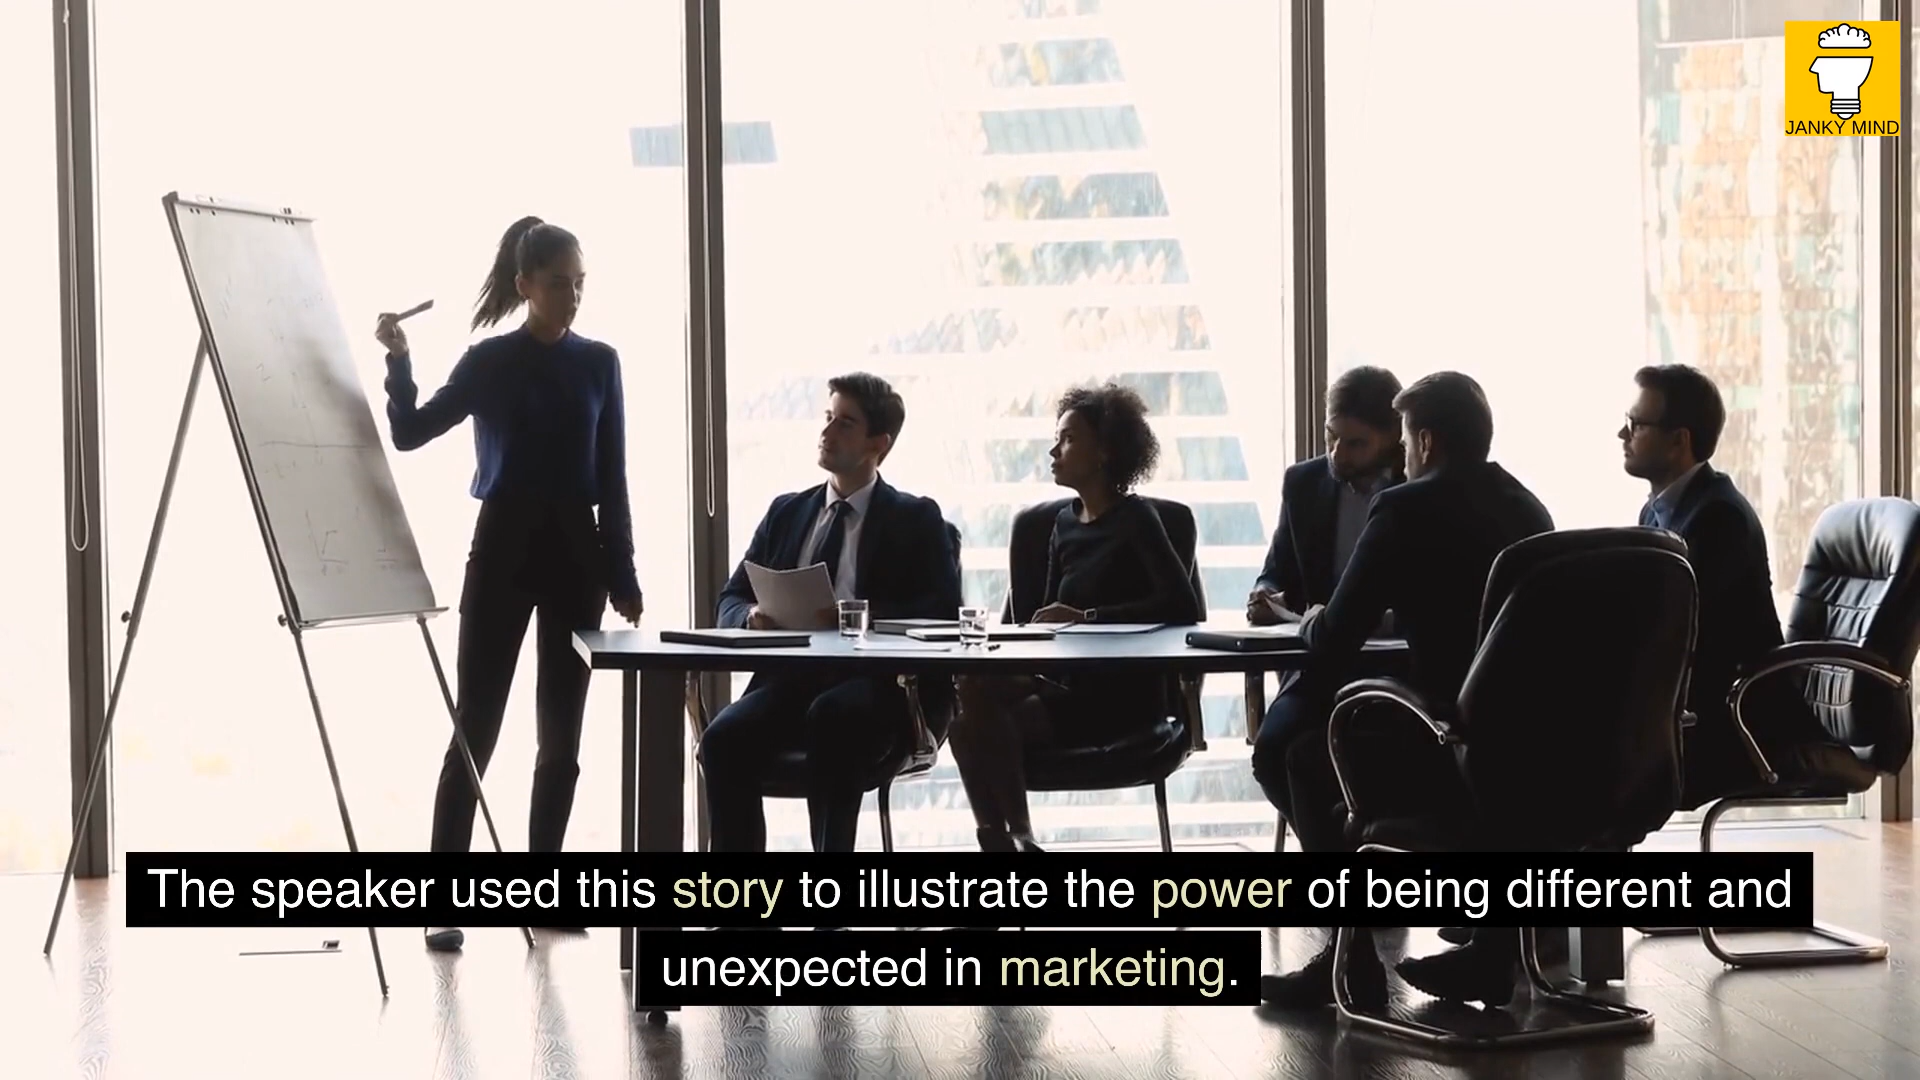 JANKY MIND
The speaker used this story to illustrate the power of being different and
unexpected in marketing.